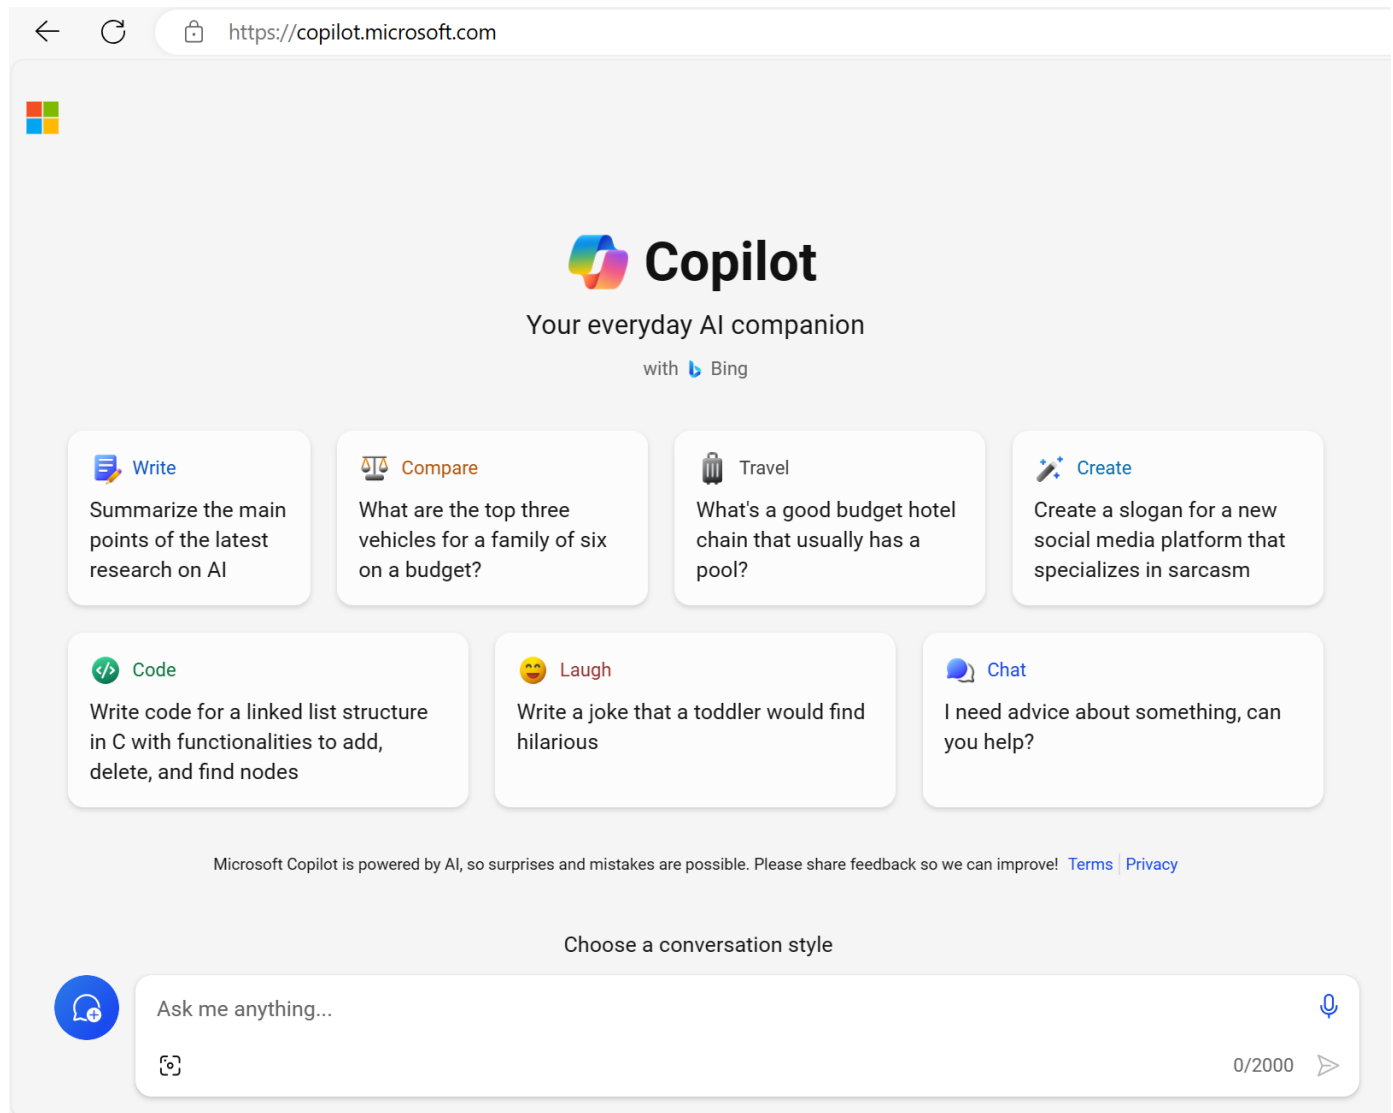 https://copilot.microsoft.com
Copilot
Your everyday AI companion
with Bing
Write
Summarize the main
points of the latest
research on AI
Compare
What are the top three
vehicles for a family of six
on a budget?
Travel
What's a good budget hotel
chain that usually has a
pool?
Create
Create a slogan for a new
social media platform that
specializes in sarcasm
Code
Write code for a linked list structure
in C with functionalities to add,
delete, and find nodes
Laugh
Write a joke that a toddler would find
hilarious
Chat
I need advice about something, can
you help?
Microsoft Copilot is powered by AI, so surprises and mistakes are possible. Please share feedback so we can improve! Terms Privacy
Choose a conversation style
Ask me anything...
0/2000